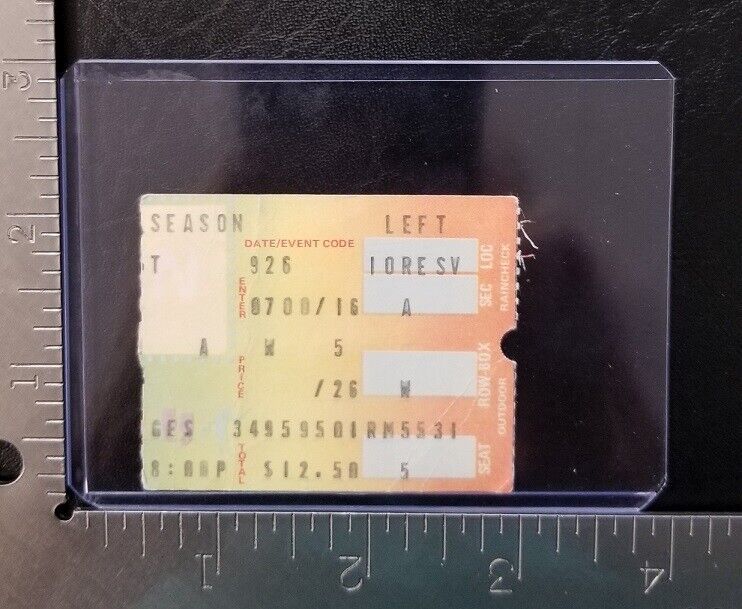 SEASON LEFT
DATE/EVENT CODE
T 926 IORESV LOC
ENTER 0700/16 A SEC
RAINCHECK
A W 5
PRICE /26 W ROW-BOX
OUTDOOR
GES 34959501RM5531
8:00P TOTAL $12.50 5 SEAT
3
2
1
1 2 3 4